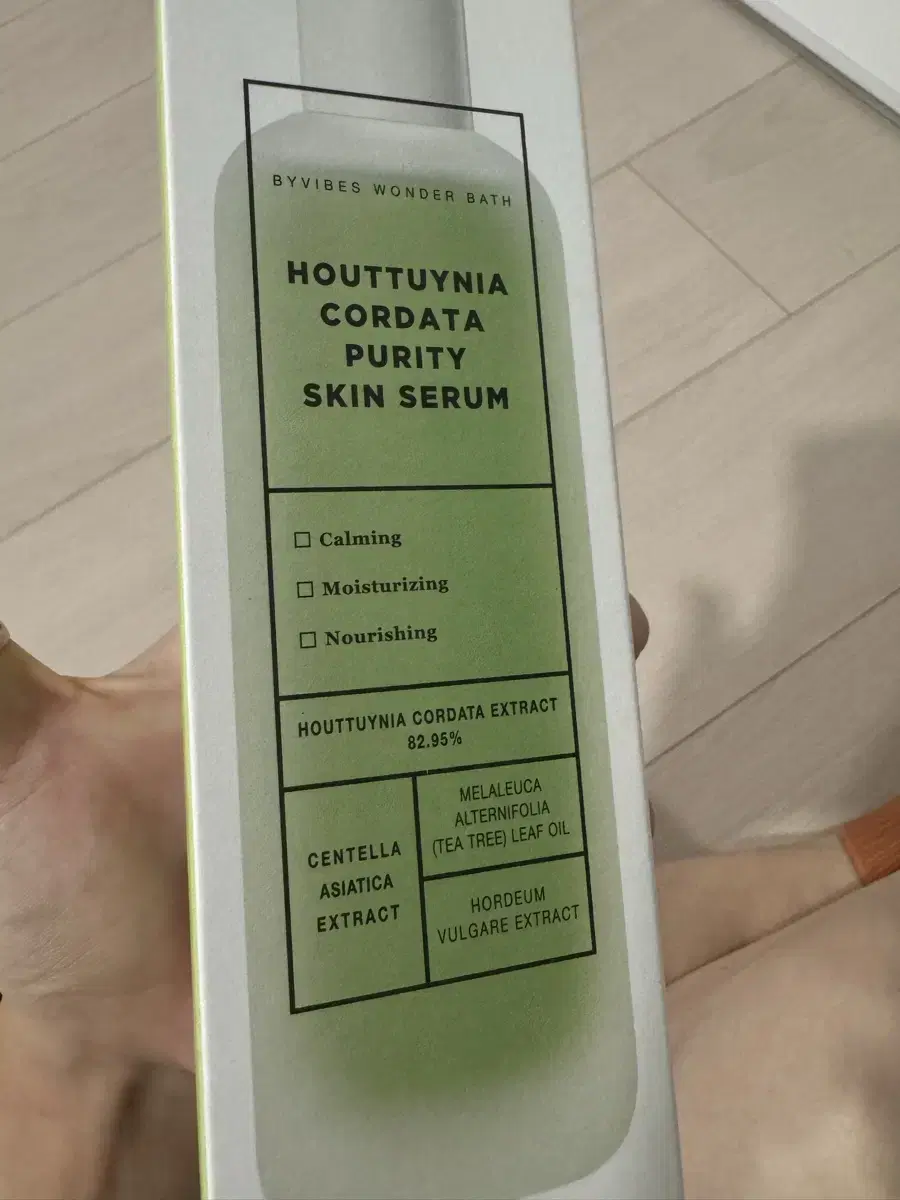 BYVIBES WONDER BATH
HOUTTUYNIA
CORDATA
PURITY
SKIN SERUM
☐ Calming
☐ Moisturizing
☐ Nourishing
HOUTTUYNIA CORDATA EXTRACT
82.95%
CENTELLA
ASIATICA
EXTRACT
MELALEUCA
ALTERNIFOLIA
(TEA TREE) LEAF OIL
HORDEUM
VULGARE EXTRACT